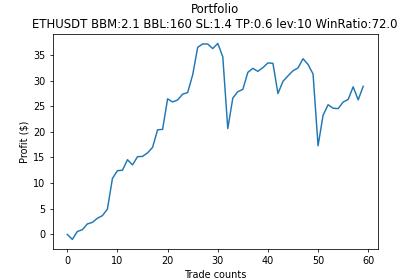 Portfolio
ETHUSDT BBM:2.1 BBL:160 SL:1.4 TP:0.6 lev:10 WinRatio:72.0
35
30
25
20
15
10
5
0
Profit ($)
0 10 20 30 40 50 60
Trade counts